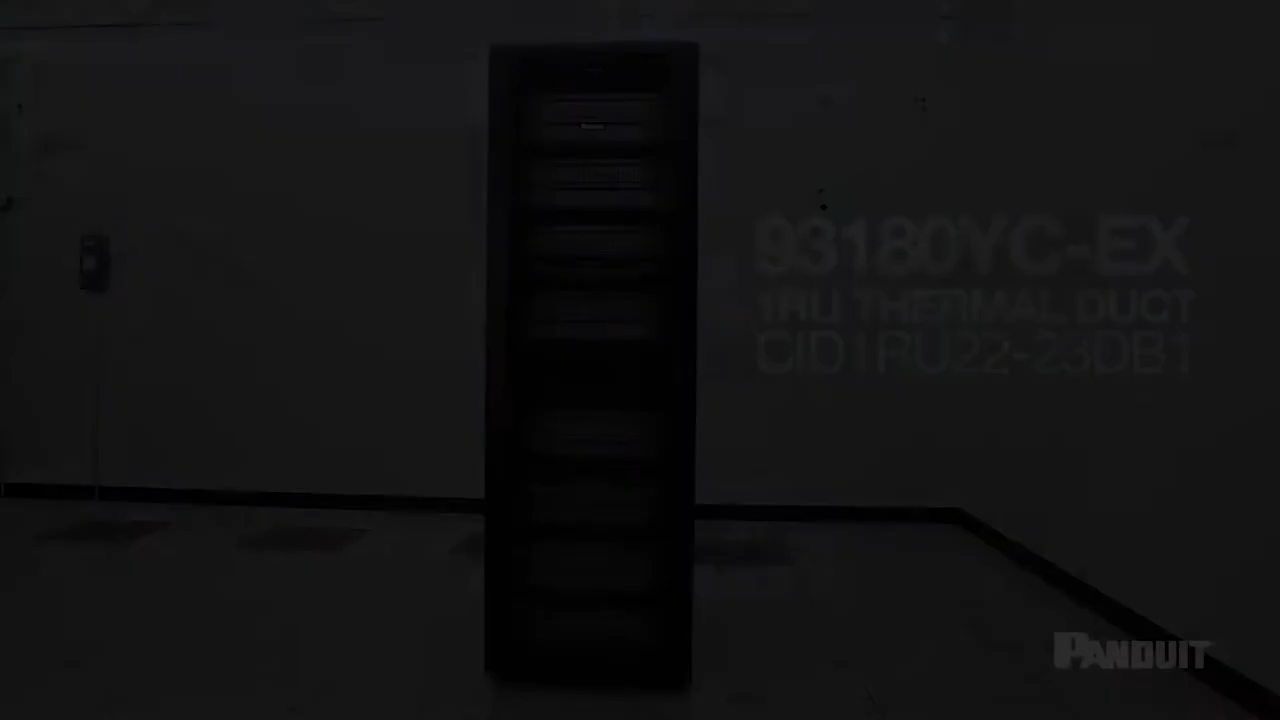 93180YC-EX
1RU THERMAL DUCT
CID1RU22-23DB1
PANDUIT